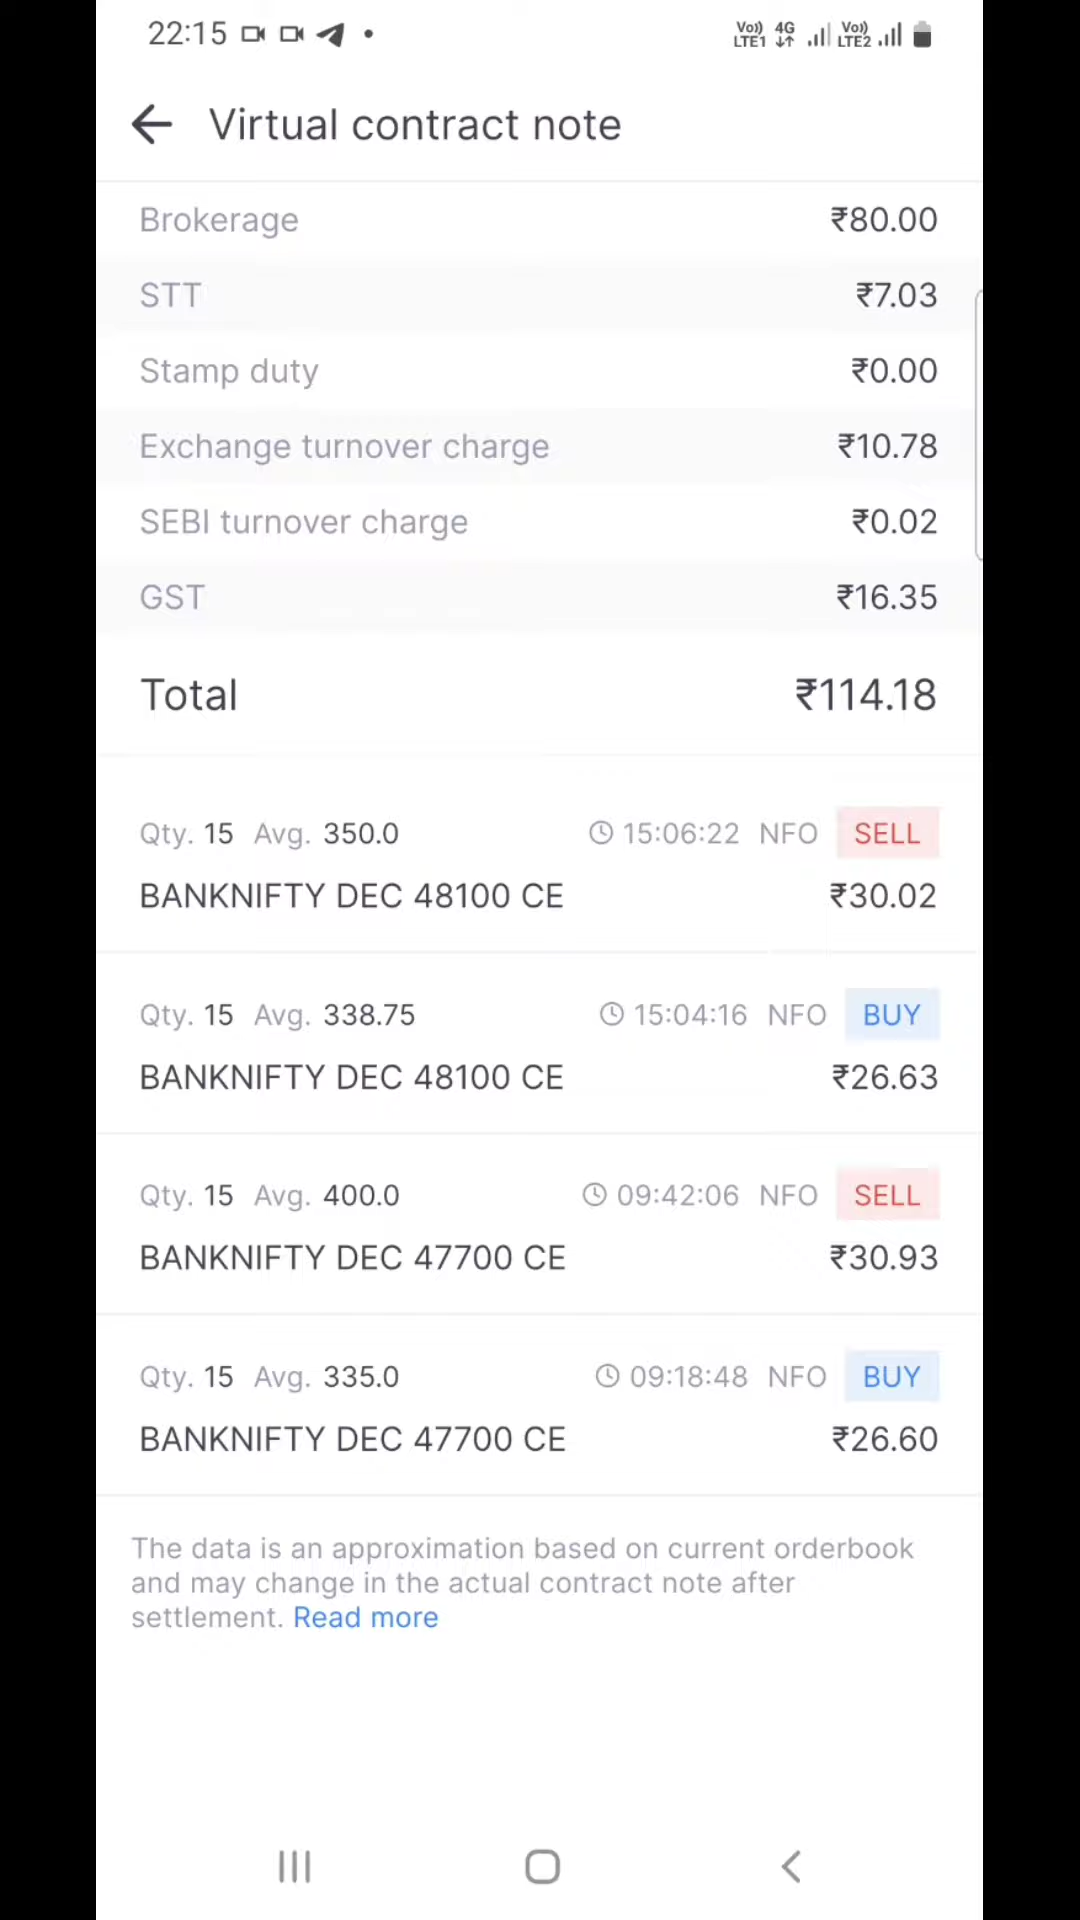 22:15
Vo)) LTE1 4G Vo)) LTE2
Virtual contract note
Brokerage ₹80.00
STT ₹7.03
Stamp duty ₹0.00
Exchange turnover charge ₹10.78
SEBI turnover charge ₹0.02
GST ₹16.35
Total ₹114.18
Qty. 15 Avg. 350.0 15:06:22 NFO SELL
BANKNIFTY DEC 48100 CE ₹30.02
Qty. 15 Avg. 338.75 15:04:16 NFO BUY
BANKNIFTY DEC 48100 CE ₹26.63
Qty. 15 Avg. 400.0 09:42:06 NFO SELL
BANKNIFTY DEC 47700 CE ₹30.93
Qty. 15 Avg. 335.0 09:18:48 NFO BUY
BANKNIFTY DEC 47700 CE ₹26.60
The data is an approximation based on current orderbook
and may change in the actual contract note after
settlement. Read more